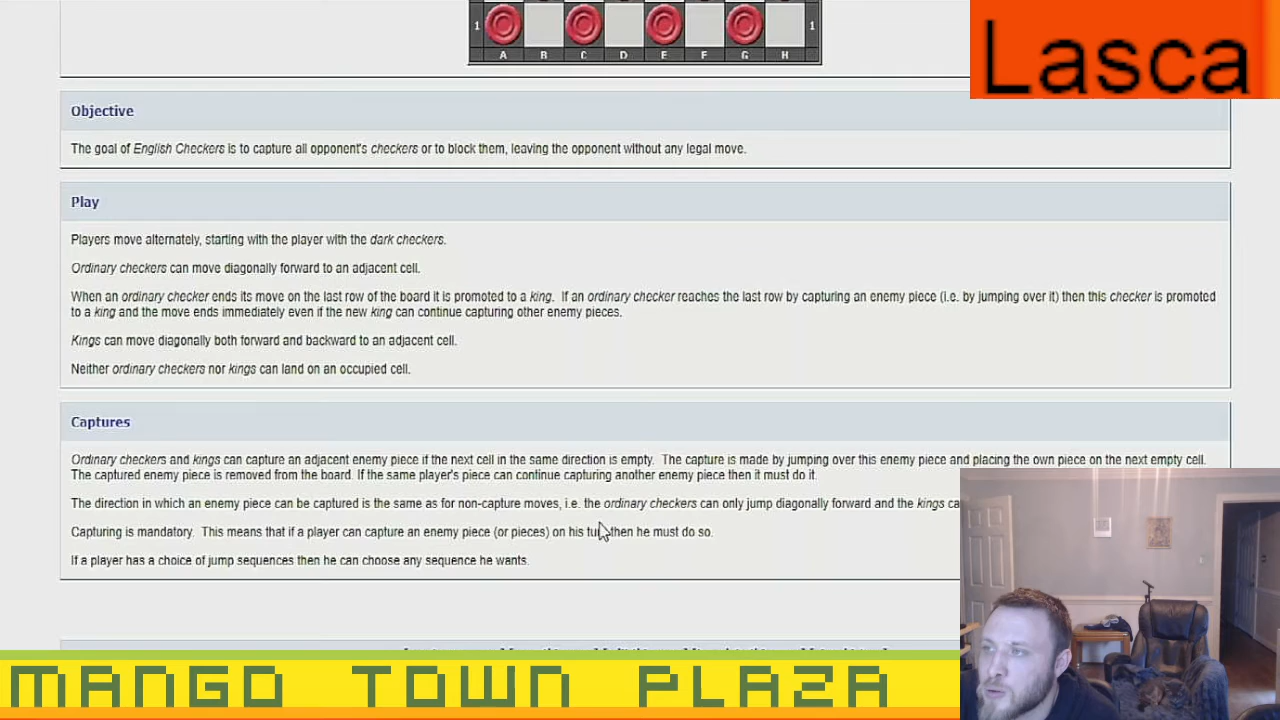 1 1
A B C D E F G H
Lasca
Objective
The goal of English Checkers is to capture all opponent's checkers or to block them, leaving the opponent without any legal move.
Play
Players move alternately, starting with the player with the dark checkers.
Ordinary checkers can move diagonally forward to an adjacent cell.
When an ordinary checker ends its move on the last row of the board it is promoted to a king. If an ordinary checker reaches the last row by capturing an enemy piece (i.e. by jumping over it) then this checker is promoted
to a king and the move ends immediately even if the new king can continue capturing other enemy pieces.
Kings can move diagonally both forward and backward to an adjacent cell.
Neither ordinary checkers nor kings can land on an occupied cell.
Captures
Ordinary checkers and kings can capture an adjacent enemy piece if the next cell in the same direction is empty. The capture is made by jumping over this enemy piece and placing the own piece on the next empty cell.
The captured enemy piece is removed from the board. If the same player's piece can continue capturing another enemy piece then it must do it.
The direction in which an enemy piece can be captured is the same as for non-capture moves, i.e. the ordinary checkers can only jump diagonally forward and the kings ca
Capturing is mandatory. This means that if a player can capture an enemy piece (or pieces) on his tu then he must do so.
If a player has a choice of jump sequences then he can choose any sequence he wants.
MANGO TOWN PLAZA